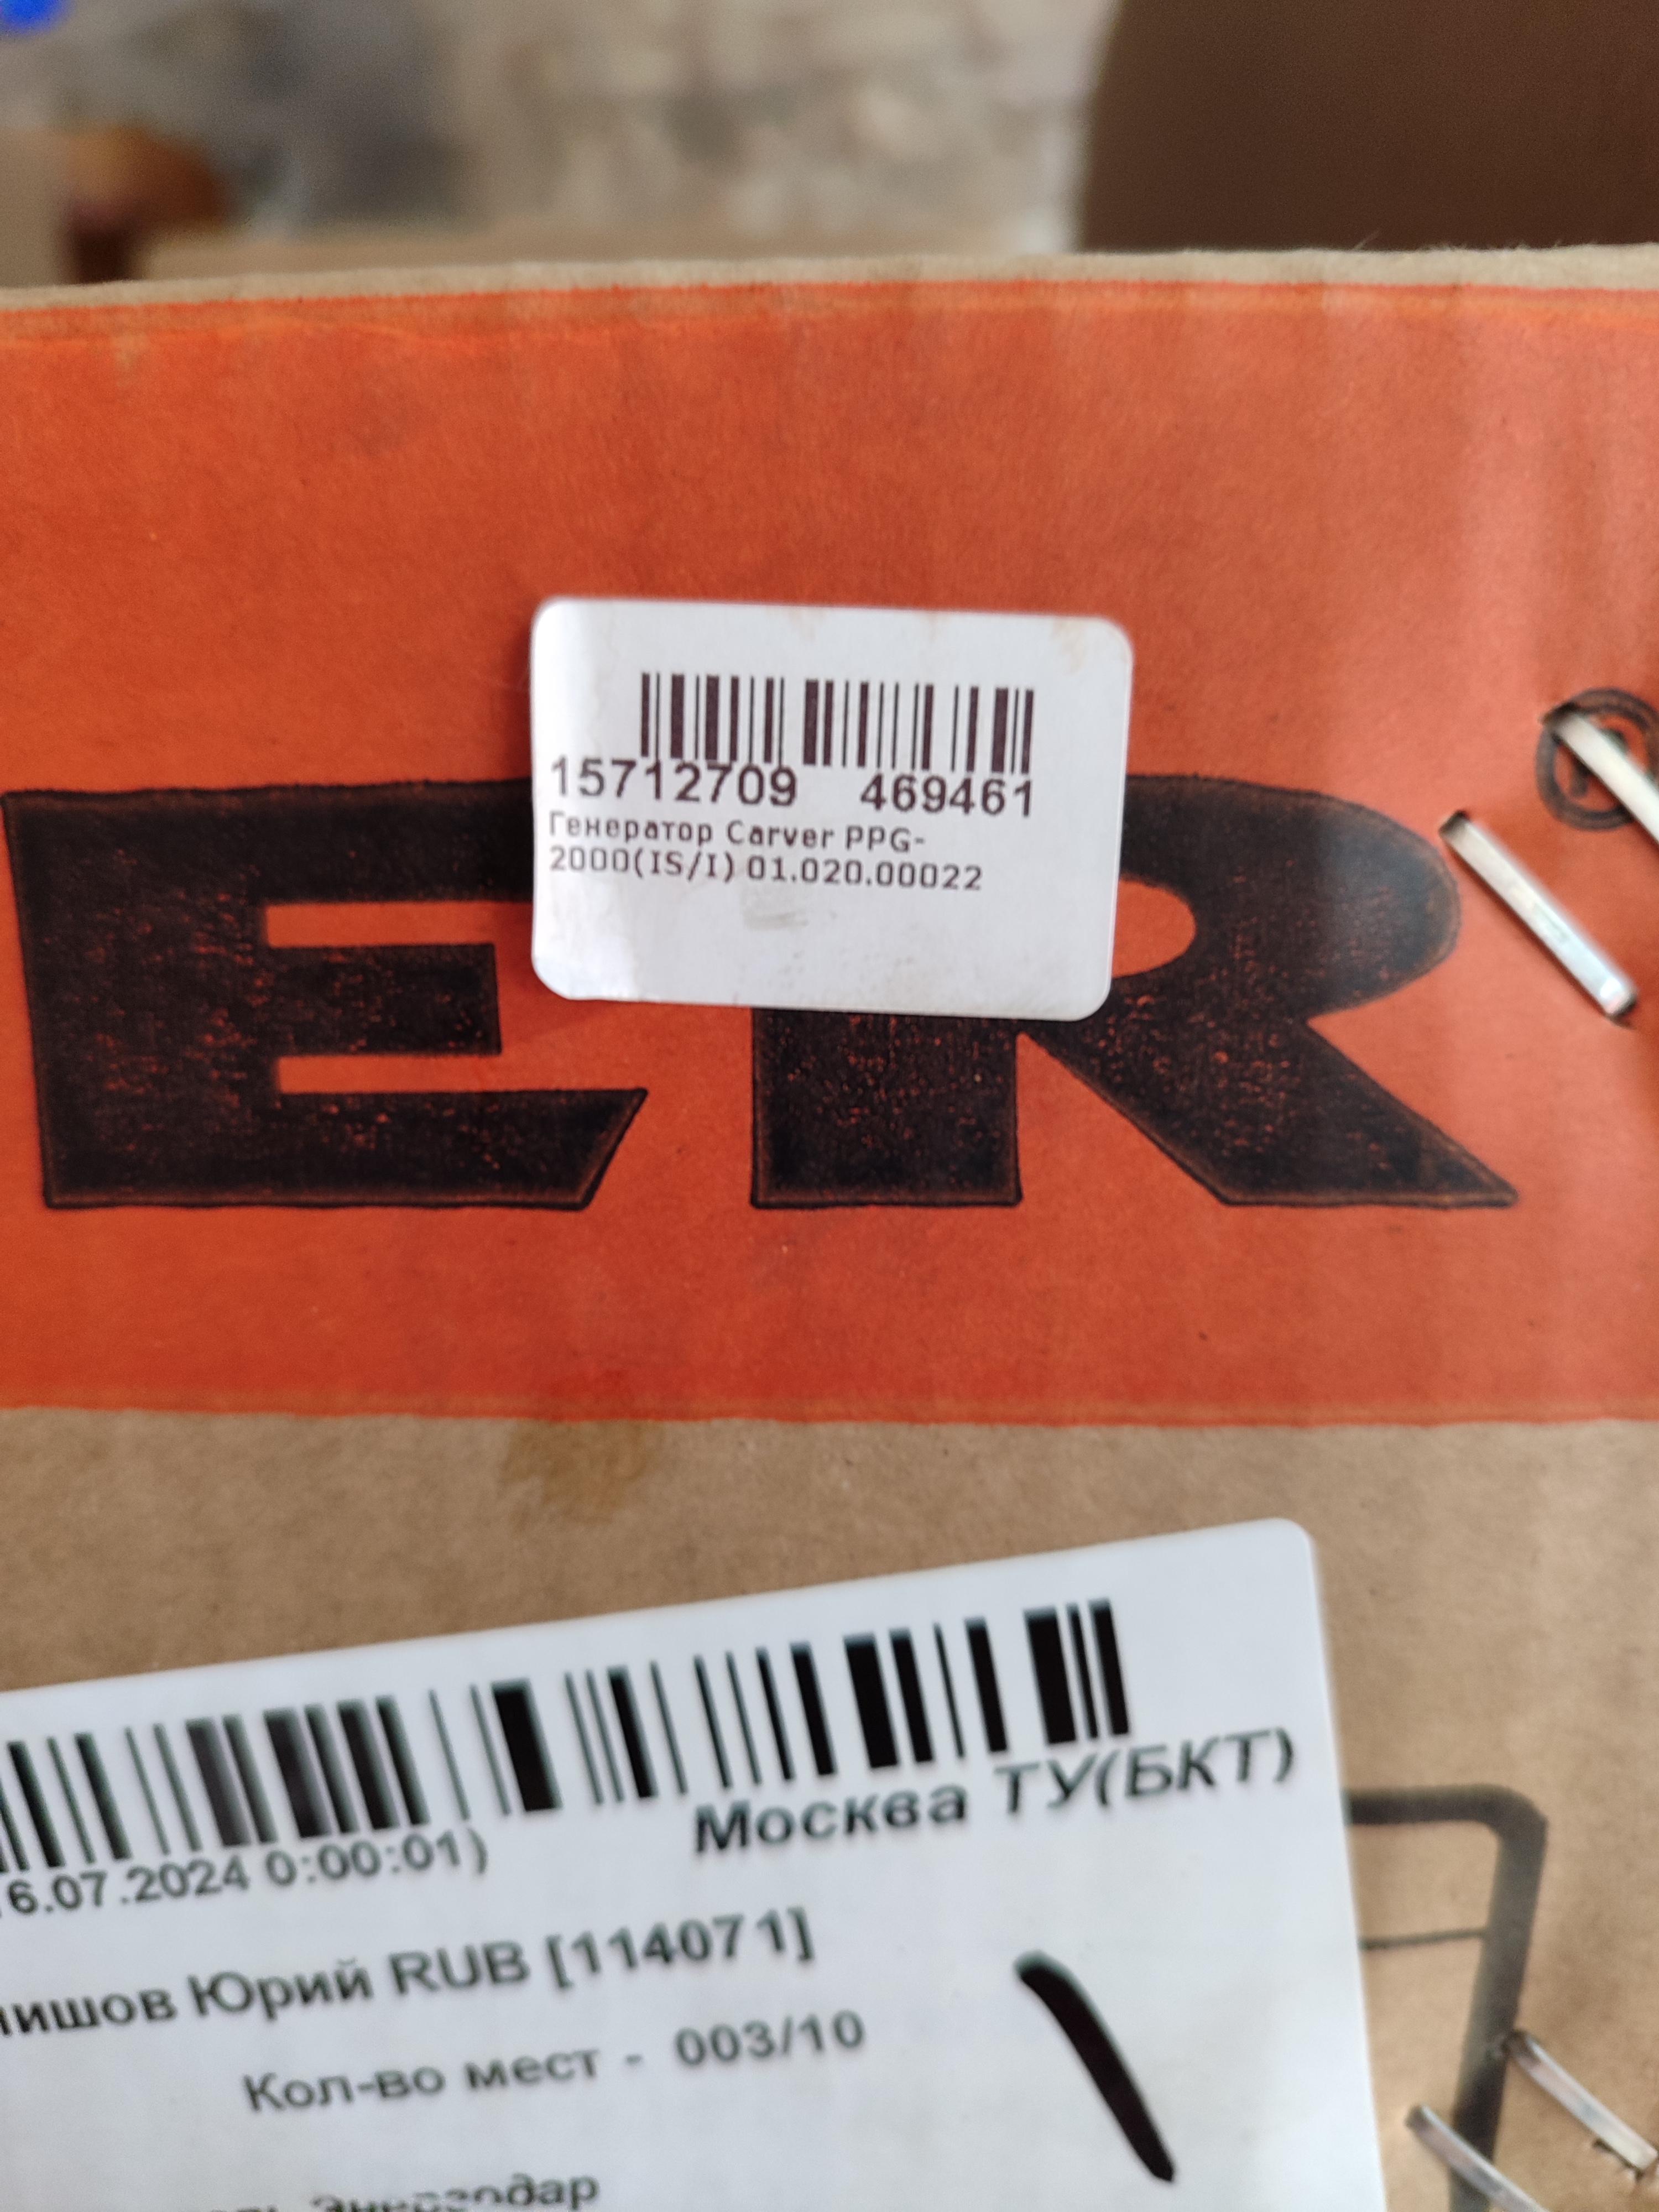 15712709 469461
Генератор Carver PPG-
2000(IS/I) 01.020.00022
ER
®
Москва ТУ(БКТ)
6.07.2024 0:00:01)
ишов Юрий RUB [114071]
Кол-во мест - 003/10